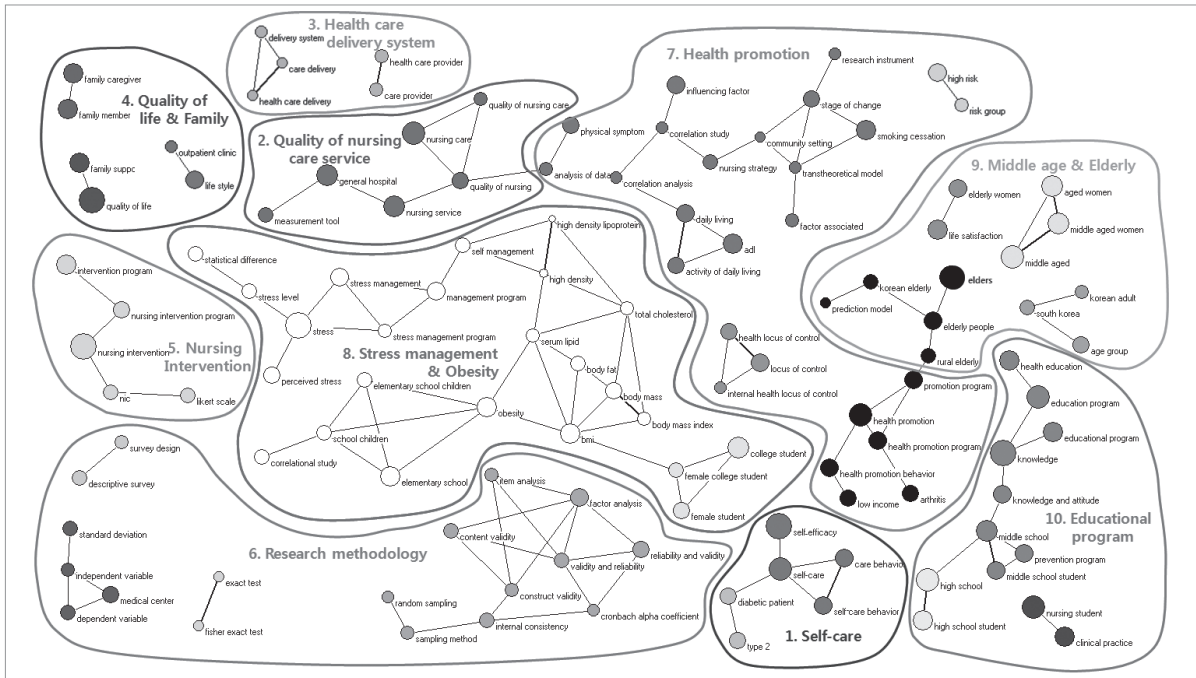 3. Health care
delivery system
delivery system
care delivery
health care delivery
health care provider
care provider
4. Quality of
life & Family
family caregiver
family member
family suppc
quality of life
outpatient clinic
life style
2. Quality of nursing
care service
quality of nursing care
nursing care
general hospital
quality of nursing
nursing service
measurement tool
7. Health promotion
research instrument
high risk
risk group
influencing factor
stage of change
physical symptom
correlation study
community setting
smoking cessation
nursing strategy
transtheoretical model
analysis of data
correlation analysis
daily living
adl
activity of daily living
factor associated
health locus of control
locus of control
internal health locus of control
9. Middle age & Elderly
elderly women
aged women
life satisfaction
middle aged women
middle aged
elders
korean elderly
prediction model
elderly people
korean adult
south korea
age group
rural elderly
promotion program
health promotion
health promotion program
health promotion behavior
low income
arthritis
5. Nursing
Intervention
intervention program
nursing intervention program
nursing intervention
nic
likert scale
8. Stress management
& Obesity
statistical difference
stress level
stress
perceived stress
stress management
stress management program
self management
management program
high density lipoprotein
high density
total cholesterol
serum lipid
body fat
body mass
body mass index
elementary school children
obesity
bmi
school children
correlational study
elementary school
college student
female college student
female student
6. Research methodology
survey design
descriptive survey
standard deviation
independent variable
medical center
dependent variable
exact test
fisher exact test
item analysis
factor analysis
content validity
reliability and validity
validity and reliability
construct validity
random sampling
sampling method
internal consistency
cronbach alpha coefficient
1. Self-care
self-efficacy
self-care
care behavio
diabetic patient
self-care behavior
type 2
10. Educational
program
health education
education program
educational program
knowledge
knowledge and attitude
middle school
prevention program
middle school student
high school
high school student
nursing student
clinical practice